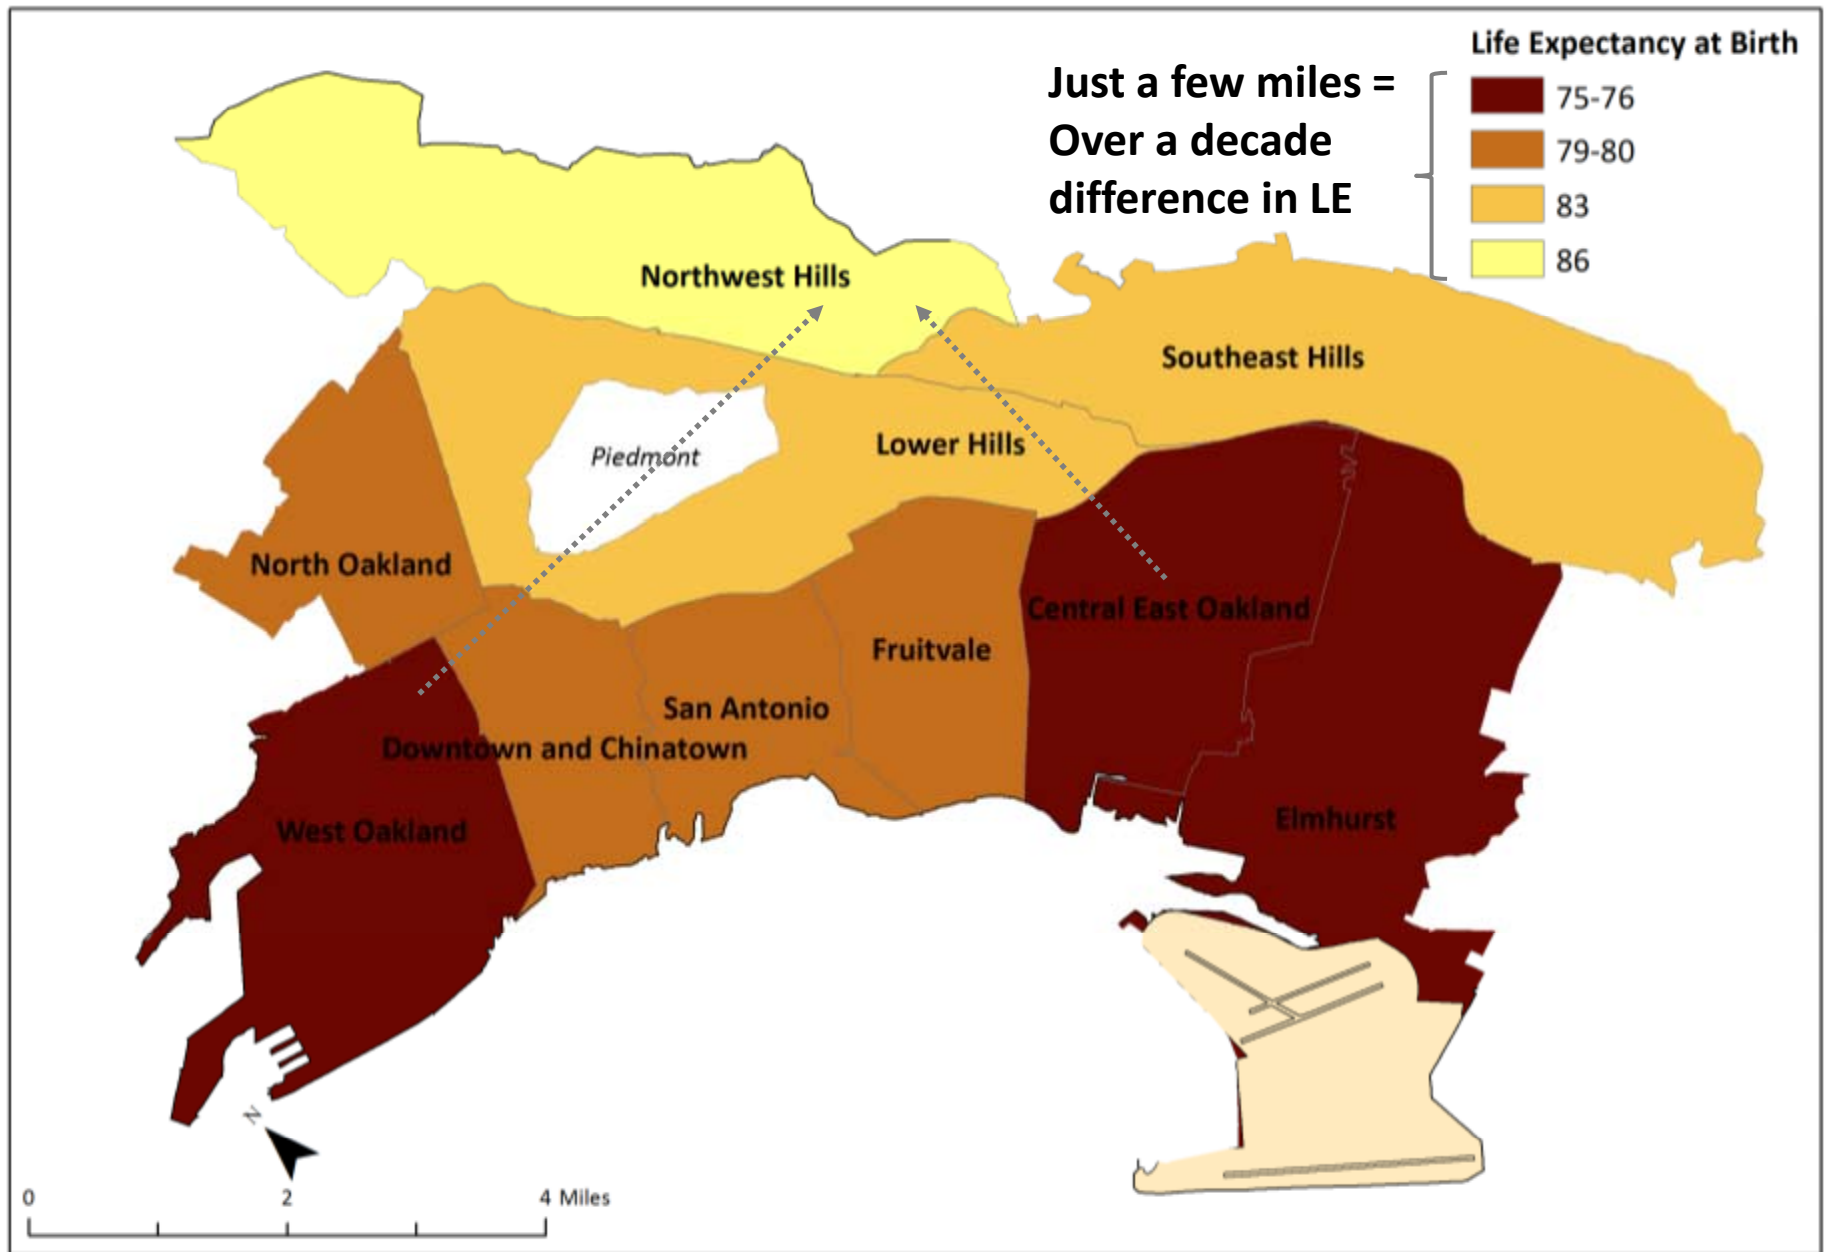 Life Expectancy at Birth
75-76
79-80
83
86
Just a few miles =
Over a decade
difference in LE
Northwest Hills
Southeast Hills
Lower Hills
Piedmont
North Oakland
Central East Oakland
Fruitvale
San Antonio
Downtown and Chinatown
West Oakland
Elmhurst
N
0 2 4 Miles